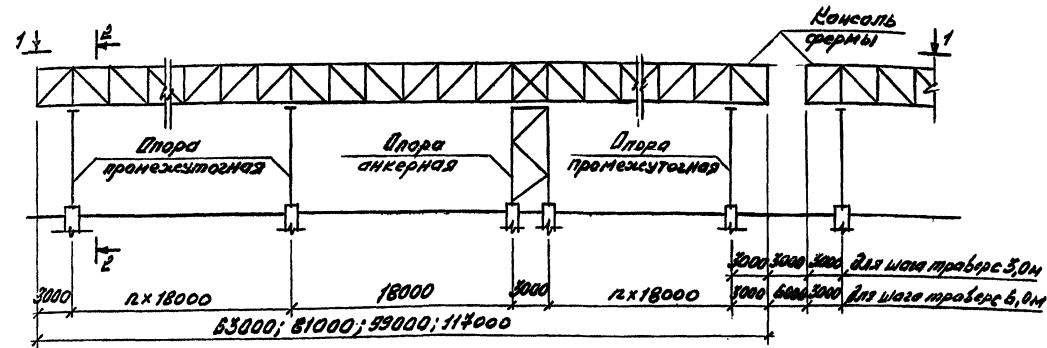 Консоль
фермы
1
2
1
Опора
промежуточная
Опора
анкерная
Опора
промежуточная
2
3000 3000 3000 для шага траверс 3,0м
3000 n×18000 18000 3000 n×18000 3000 6000 3000 для шага траверс 6,0м
63000; 81000; 99000; 117000